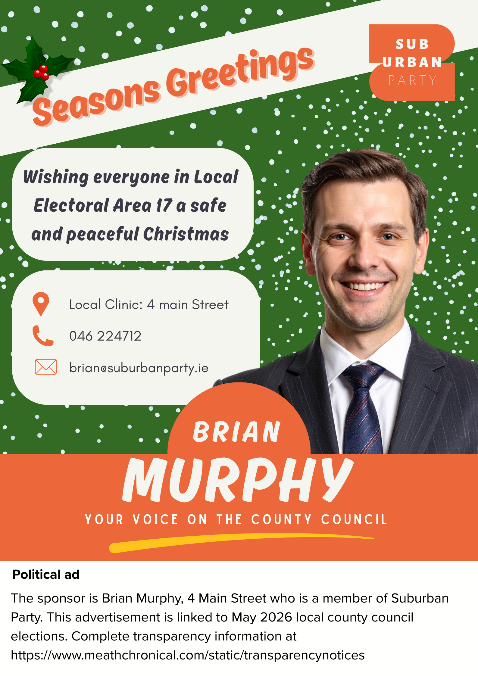 Seasons Greetings
SUB
URBAN
PARTY
Wishing everyone in Local
Electoral Area 17 a safe
and peaceful Christmas
Local Clinic: 4 main Street
046 224712
brian@suburbanparty.ie
BRIAN
MURPHY
YOUR VOICE ON THE COUNTY COUNCIL
Political ad
The sponsor is Brian Murphy, 4 Main Street who is a member of Suburban
Party. This advertisement is linked to May 2026 local county council
elections. Complete transparency information at
https://www.meathchronical.com/static/transparencynotices